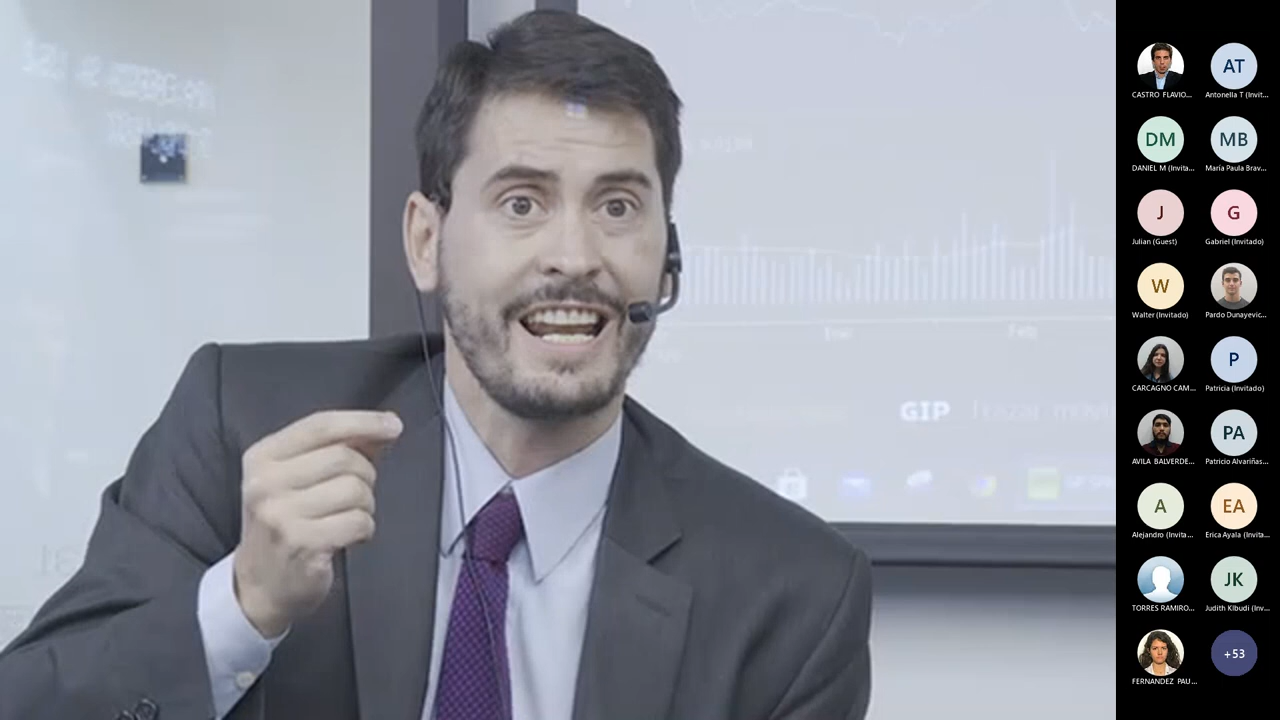 GIP
CASTRO FLAVIO...
AT
Antonella T (Invit...
DM
DANIEL M (Invita...
MB
María Paula Brav...
J
Julian (Guest)
G
Gabriel (Invitado)
W
Walter (Invitado)
Pardo Dunayevic...
CARCAGNO CAM...
P
Patricia (Invitado)
AVILA BALVERDE...
PA
Patricio Alvariñas...
A
Alejandro (Invita...
EA
Erica Ayala (Invita...
TORRES RAMIRO...
JK
Judith Klbudi (Inv...
FERNANDEZ PAU...
+53